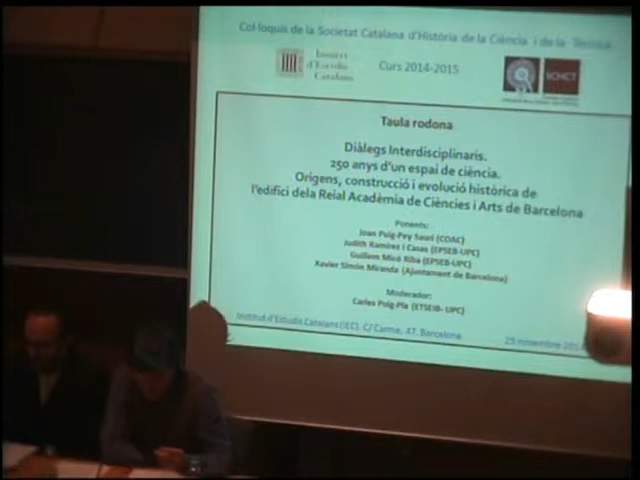 Col·loquis de la Societat Catalana d'Història de la Ciència i de la Tècnica
Institut
d'Estudis
Catalans
Curs 2014-2015
SCHCT
Taula rodona
Diàlegs Interdisciplinaris.
250 anys d'un espai de ciència.
Orígens, construcció i evolució històrica de
l'edifici dela Reial Acadèmia de Ciències i Arts de Barcelona
Ponents:
Joan Puig-Pey Saurí (COAC)
Judith Ramírez i Casas (EPSEB-UPC)
Guillem Micó Riba (EPSEB-UPC)
Xavier Simón Miranda (Ajuntament de Barcelona)
Moderador:
Carles Puig-Pla (ETSEIB- UPC)
Institut d'Estudis Catalans (IEC). C/ Carme, 47. Barcelona
25 novembre